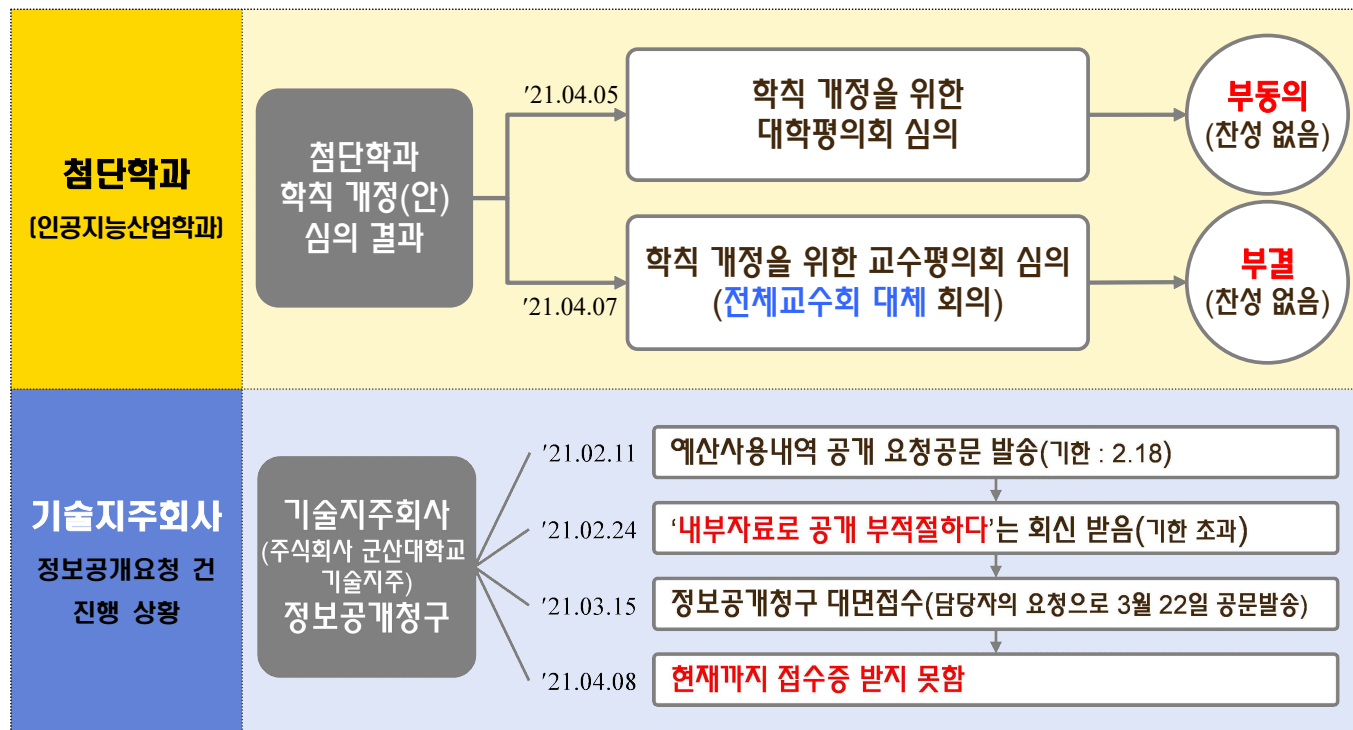 첨단학과
(인공지능산업학과)
첨단학과
학칙 개정(안)
심의 결과
'21.04.05
학칙 개정을 위한
대학평의회 심의
부동의
(찬성 없음)
'21.04.07
학칙 개정을 위한 교수평의회 심의
(전체교수회 대체 회의)
부결
(찬성 없음)
기술지주회사
정보공개요청 건
진행 상황
기술지주회사
(주식회사 군산대학교
기술지주)
정보공개청구
'21.02.11
예산사용내역 공개 요청공문 발송(기한 : 2.18)
'21.02.24
‘내부자료로 공개 부적절하다’는 회신 받음(기한 초과)
'21.03.15
정보공개청구 대면접수(담당자의 요청으로 3월 22일 공문발송)
'21.04.08
현재까지 접수증 받지 못함